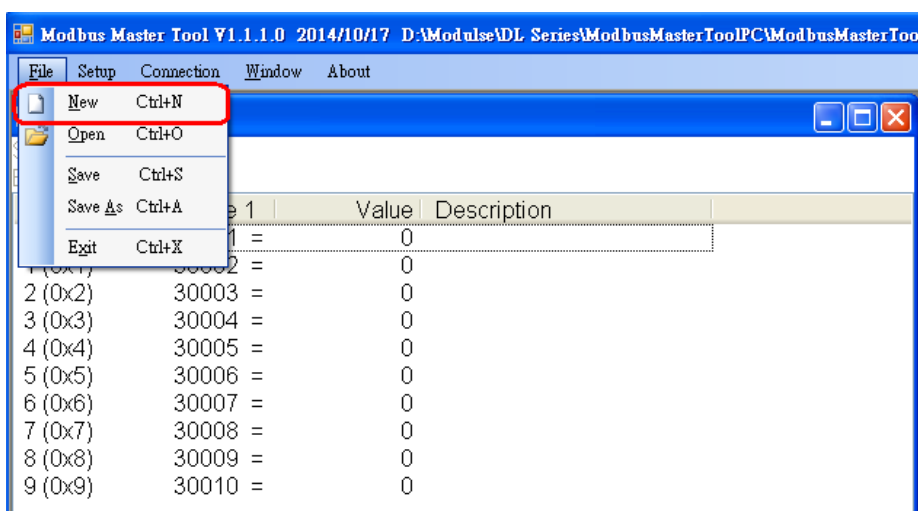 Modbus Master Tool V1.1.1.0 2014/10/17 D:\Modulse\DL Series\ModbusMasterToolPC\ModbusMasterToo
File Setup Connection Window About
New Ctrl+N
Open Ctrl+O
Save Ctrl+S
Save As Ctrl+A
Exit Ctrl+X
e 1 Value Description
1 = 0
1 (0x1) 30002 = 0
2 (0x2) 30003 = 0
3 (0x3) 30004 = 0
4 (0x4) 30005 = 0
5 (0x5) 30006 = 0
6 (0x6) 30007 = 0
7 (0x7) 30008 = 0
8 (0x8) 30009 = 0
9 (0x9) 30010 = 0